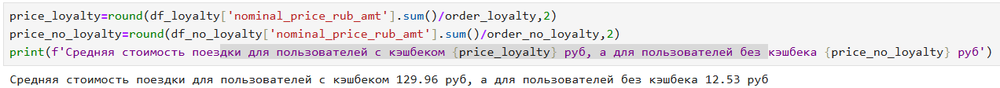 price_loyalty=round(df_loyalty['nominal_price_rub_amt'].sum()/order_loyalty,2)
price_no_loyalty=round(df_no_loyalty['nominal_price_rub_amt'].sum()/order_no_loyalty,2)
print(f'Средняя стоимость поездки для пользователей с кэшбеком {price_loyalty} руб, а для пользователей без кэшбека {price_no_loyalty} руб')
Средняя стоимость поездки для пользователей с кэшбеком 129.96 руб, а для пользователей без кэшбека 12.53 руб